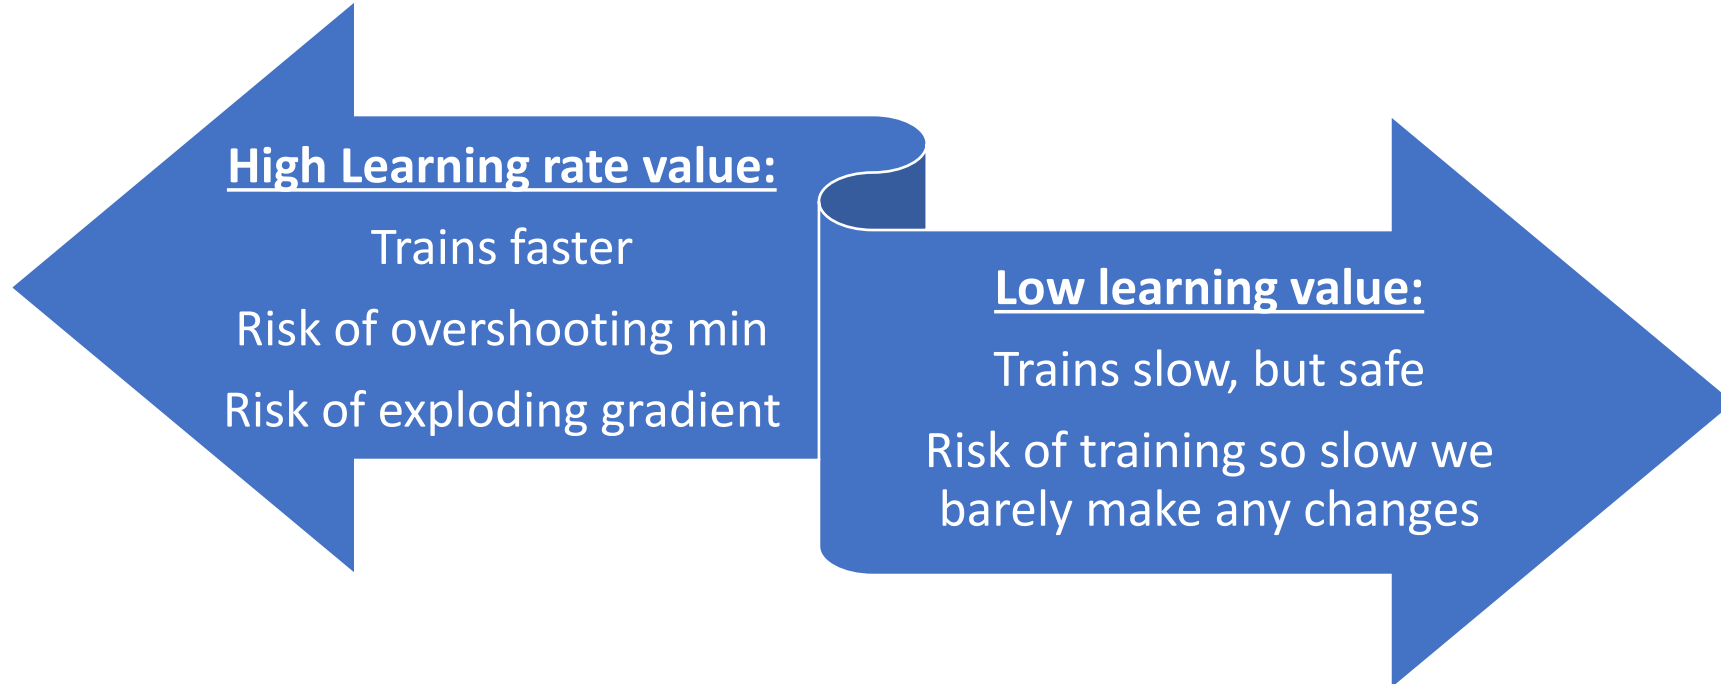 High Learning rate value:
Trains faster
Risk of overshooting min
Risk of exploding gradient
Low learning value:
Trains slow, but safe
Risk of training so slow we
barely make any changes